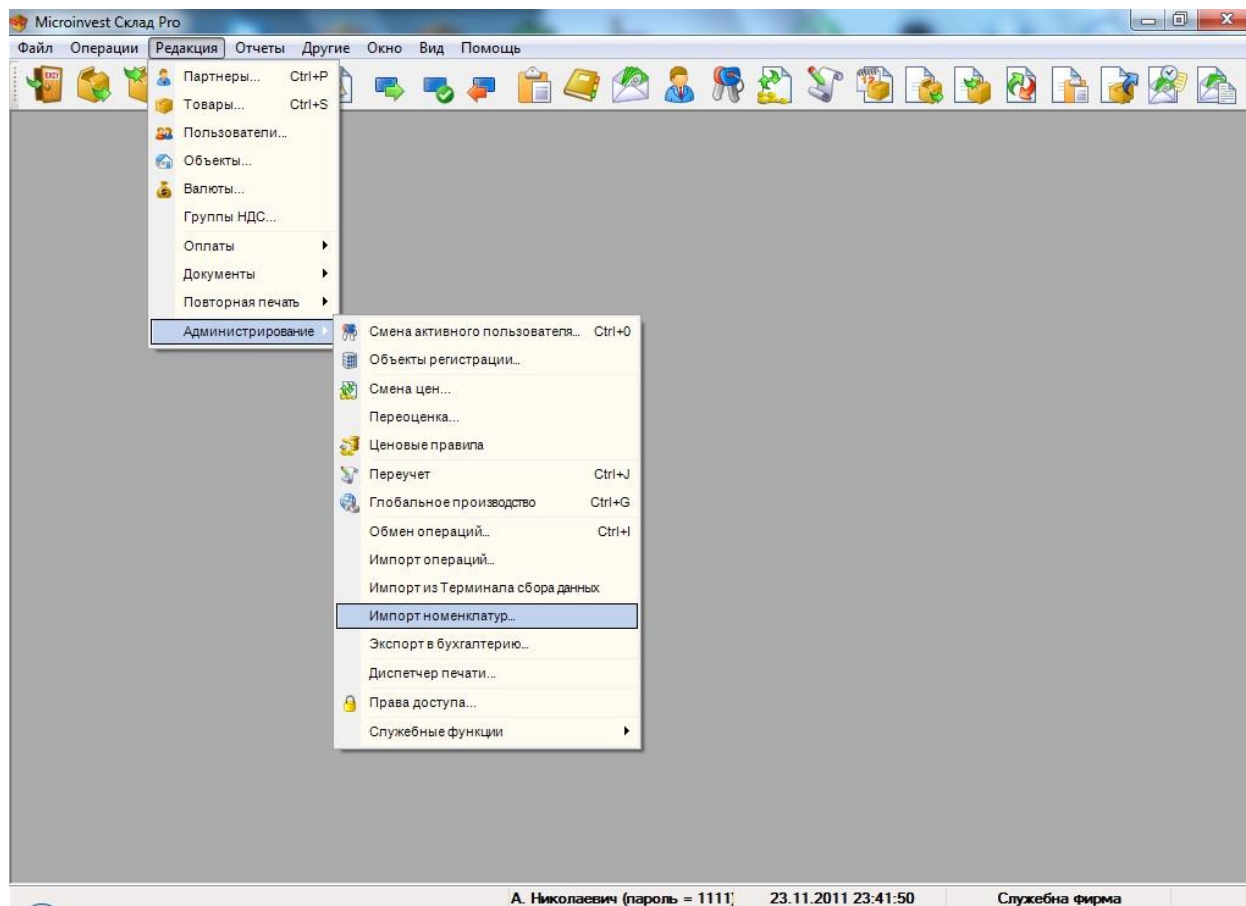 Microinvest Склад Pro
Файл Операции Редакция Отчеты Другие Окно Вид Помощь
Партнеры... Ctrl+P
Товары... Ctrl+S
Пользователи...
Объекты...
Валюты...
Группы НДС...
Оплаты
Документы
Повторная печать
Администрирование
Смена активного пользователя... Ctrl+0
Объекты регистрации...
Смена цен...
Переоценка...
Ценовые правила
Переучет Ctrl+J
Глобальное производство Ctrl+G
Обмен операций... Ctrl+I
Импорт операций...
Импорт из Терминала сбора данных
Импорт номенклатур...
Экспорт в бухгалтерию...
Диспетчер печати...
Права доступа...
Служебные функции
А. Николаевич (пароль = 1111) 23.11.2011 23:41:50 Служебна фирма